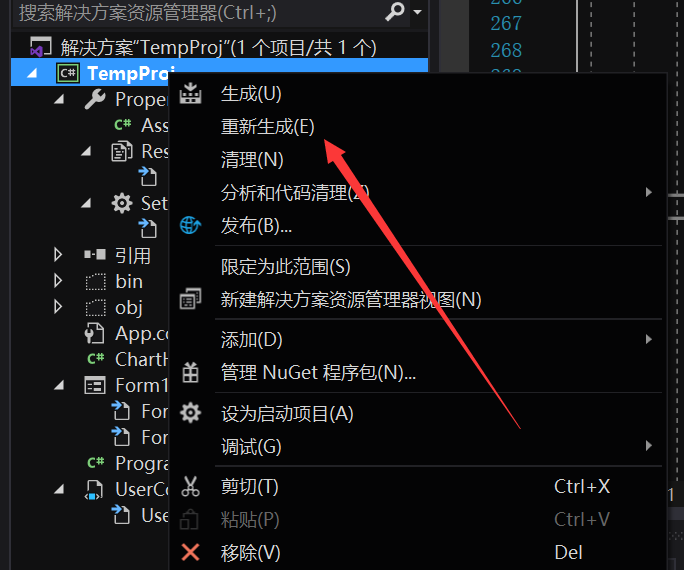 搜索解决方案资源管理器(Ctrl+;)
解决方案"TempProj"(1 个项目/共 1 个)
C# TempProj
Prope
C# Ass
Res
Set
引用
bin
obj
App.co
C# ChartH
Form1
For
For
C# Progra
UserCo
Use
生成(U)
重新生成(E)
清理(N)
分析和代码清理(Z)
发布(B)...
限定为此范围(S)
新建解决方案资源管理器视图(N)
添加(D)
管理 NuGet 程序包(N)...
设为启动项目(A)
调试(G)
剪切(T) Ctrl+X
粘贴(P) Ctrl+V
移除(V) Del
267
268
1